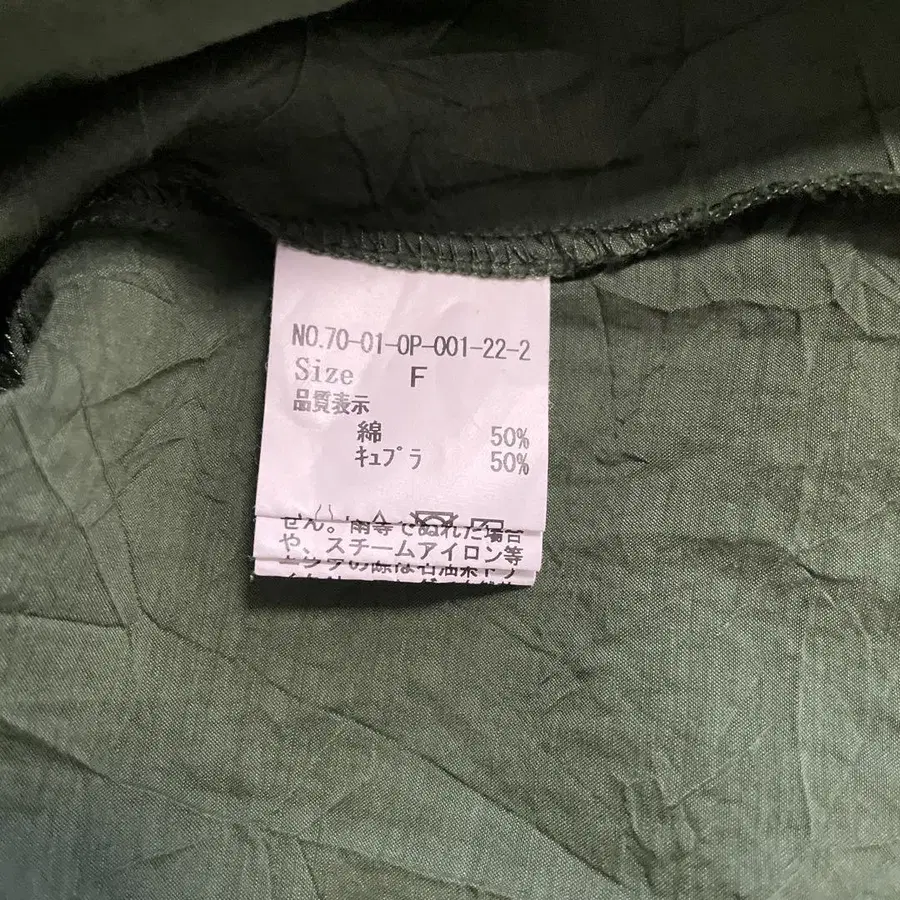 NO.70-01-OP-001-22-2
Size F
品質表示
綿 50%
キュプラ 50%
せん。雨等でぬれた場合
や、スチームアイロン等